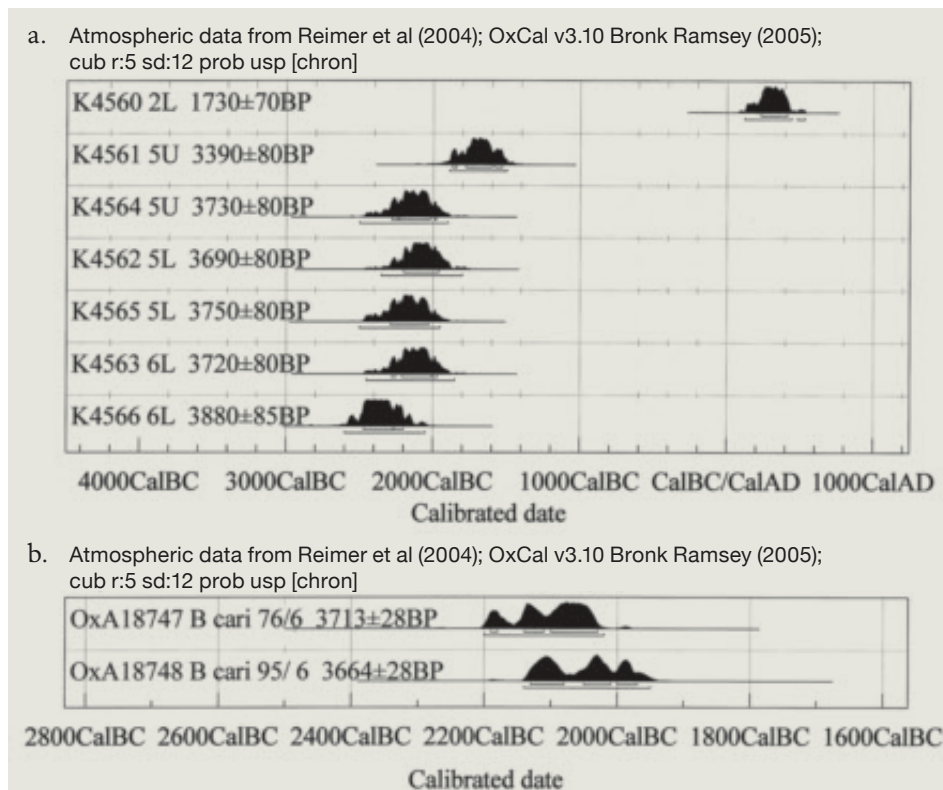 a. Atmospheric data from Reimer et al (2004); OxCal v3.10 Bronk Ramsey (2005);
cub r:5 sd:12 prob usp [chron]
K4560 2L 1730±70BP
K4561 5U 3390±80BP
K4564 5U 3730±80BP
K4562 5L 3690±80BP
K4565 5L 3750±80BP
K4563 6L 3720±80BP
K4566 6L 3880±85BP
4000CalBC 3000CalBC 2000CalBC 1000CalBC CalBC/CalAD 1000CalAD
Calibrated date
b. Atmospheric data from Reimer et al (2004); OxCal v3.10 Bronk Ramsey (2005);
cub r:5 sd:12 prob usp [chron]
OxA18747 B cari 76/6 3713±28BP
OxA18748 B cari 95/ 6 3664±28BP
2800CalBC 2600CalBC 2400CalBC 2200CalBC 2000CalBC 1800CalBC 1600CalBC
Calibrated date